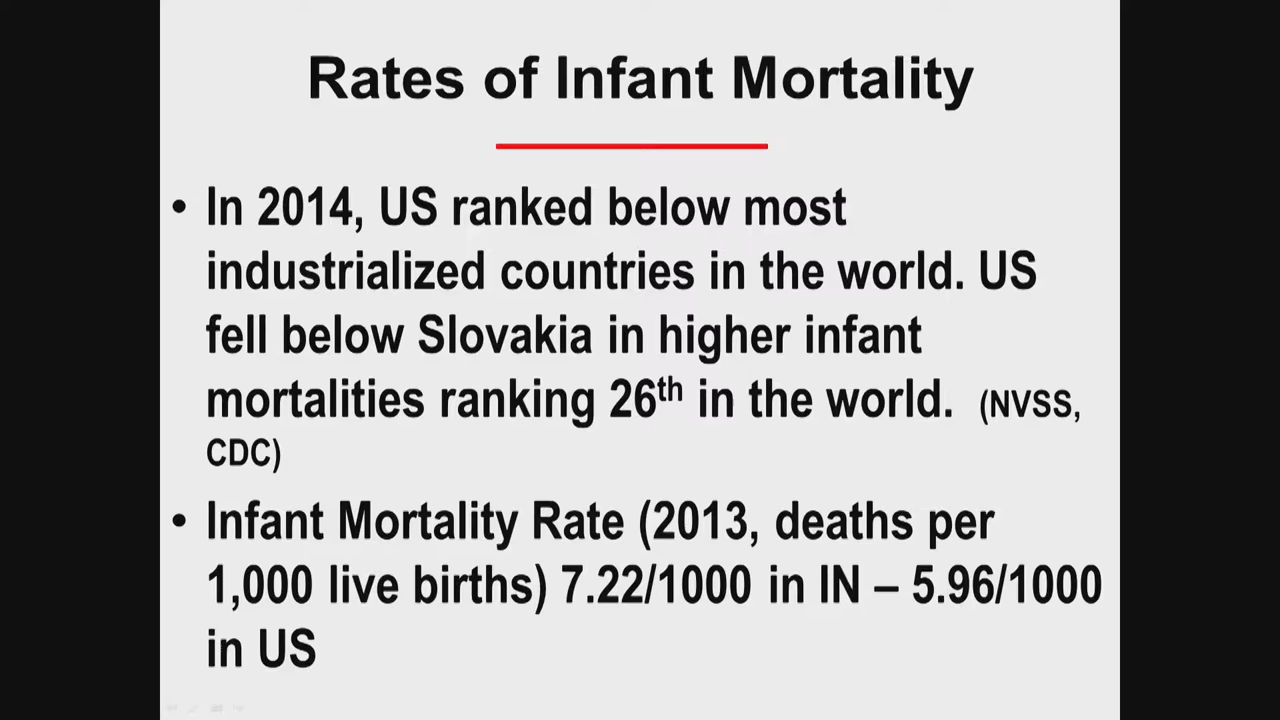 Rates of Infant Mortality
• In 2014, US ranked below most
industrialized countries in the world. US
fell below Slovakia in higher infant
mortalities ranking 26th in the world. (NVSS,
CDC)
• Infant Mortality Rate (2013, deaths per
1,000 live births) 7.22/1000 in IN – 5.96/1000
in US